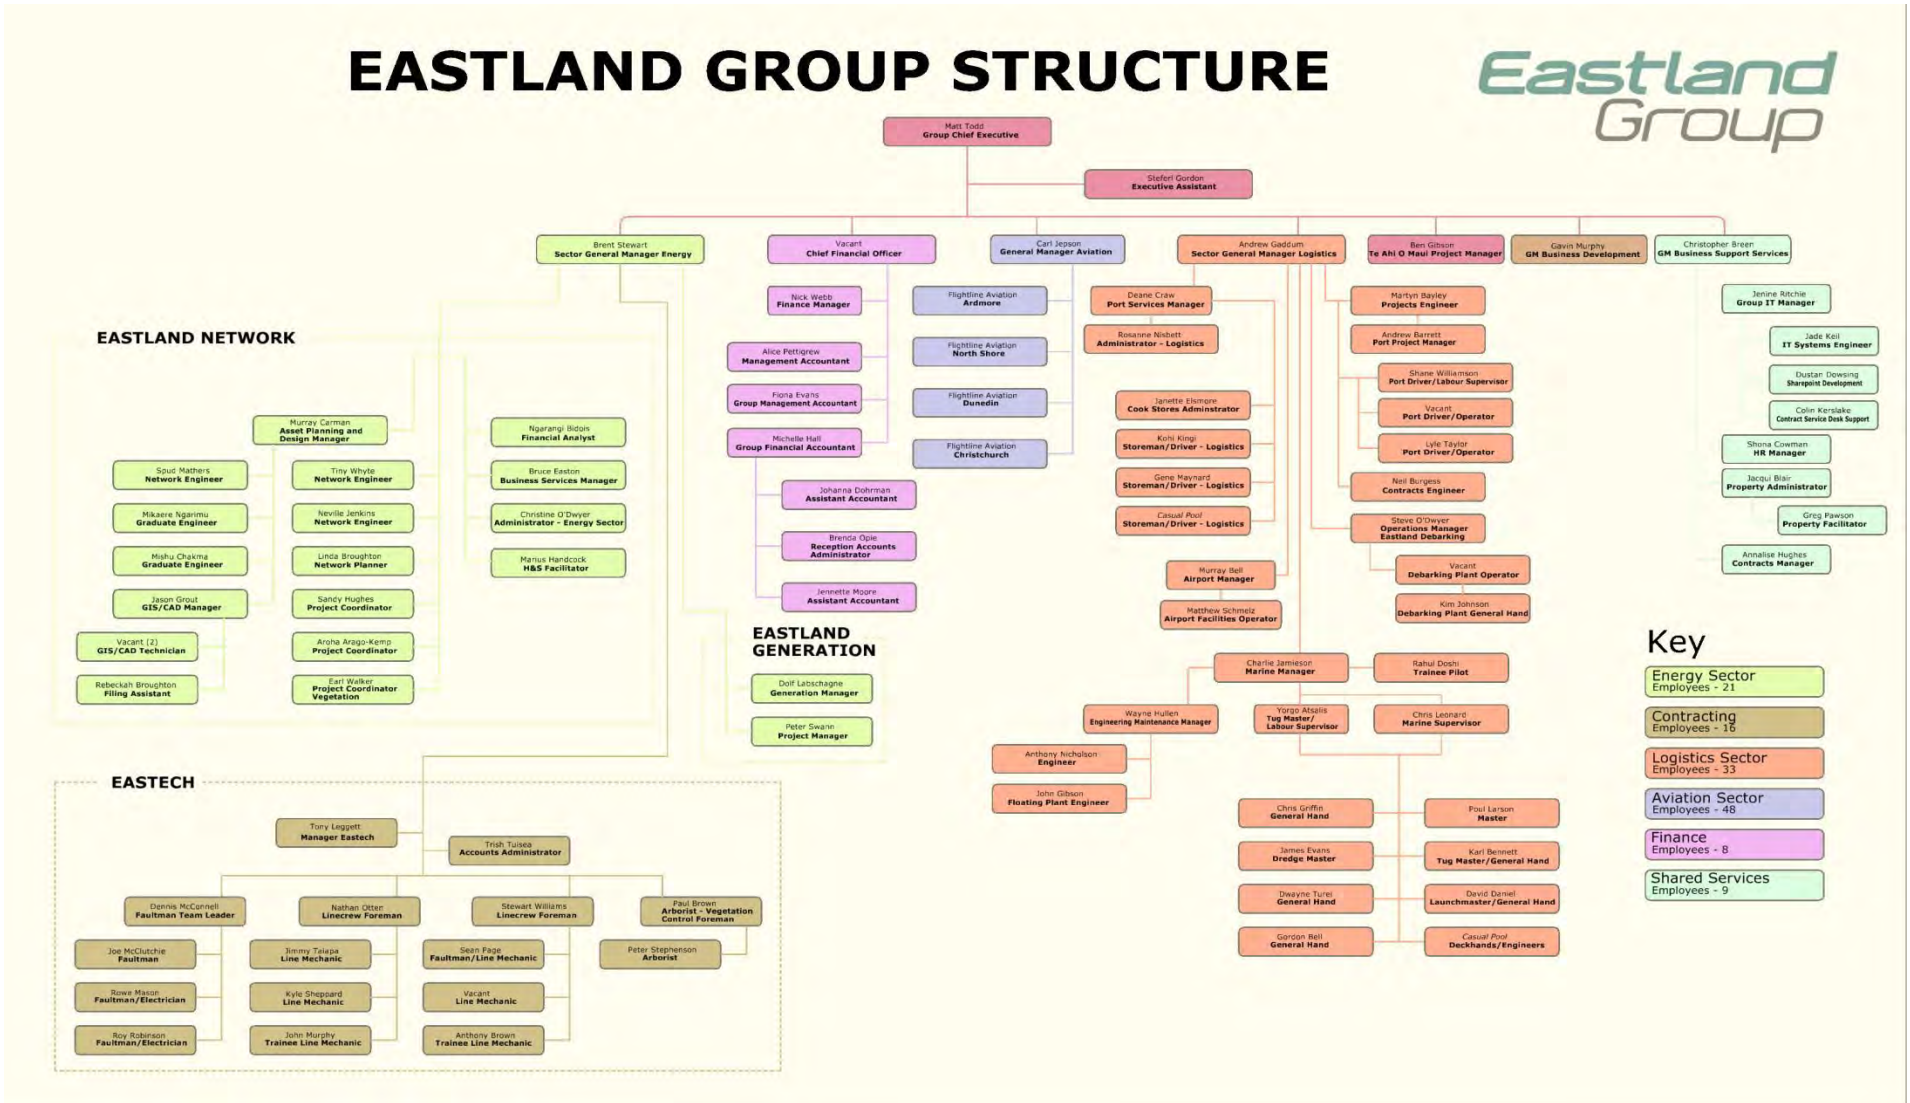 EASTLAND GROUP STRUCTURE
Eastland
Group
Matt Todd
Group Chief Executive
Steferl Gordon
Executive Assistant
Brent Stewart
Sector General Manager Energy
Vacant
Chief Financial Officer
Carl Jepson
General Manager Aviation
Andrew Gaddum
Sector General Manager Logistics
Ben Gibson
Te Ahi O Maui Project Manager
Gavin Murphy
GM Business Development
Christopher Breen
GM Business Support Services
EASTLAND NETWORK
Murray Carman
Asset Planning and
Design Manager
Spud Mathers
Network Engineer
Mikaere Ngarimu
Graduate Engineer
Mishu Chakma
Graduate Engineer
Jason Grout
GIS/CAD Manager
Vacant (2)
GIS/CAD Technician
Rebeckah Broughton
Filing Assistant
Tiny Whyte
Network Engineer
Neville Jenkins
Network Engineer
Linda Broughton
Network Planner
Sandy Hughes
Project Coordinator
Aroha Arago-Kemp
Project Coordinator
Earl Walker
Project Coordinator
Vegetation
Ngarangi Bidois
Financial Analyst
Bruce Easton
Business Services Manager
Christine O'Dwyer
Administrator - Energy Sector
Marius Handcock
H&S Facilitator
Nick Webb
Finance Manager
Alice Pettigrew
Management Accountant
Fiona Evans
Group Management Accountant
Michelle Hall
Group Financial Accountant
Johanna Dohrman
Assistant Accountant
Brenda Opie
Reception Accounts
Administrator
Jennette Moore
Assistant Accountant
EASTLAND
GENERATION
Dolf Labschagne
Generation Manager
Peter Swann
Project Manager
Flightline Aviation
Ardmore
Flightline Aviation
North Shore
Flightline Aviation
Dunedin
Flightline Aviation
Christchurch
Deane Craw
Port Services Manager
Rosanne Nisbett
Administrator - Logistics
Janette Elsmore
Cook Stores Adminstrator
Kohi Kingi
Storeman/Driver - Logistics
Gene Maynard
Storeman/Driver - Logistics
Casual Pool
Storeman/Driver - Logistics
Murray Bell
Airport Manager
Matthew Schmelz
Airport Facilities Operator
Martyn Bayley
Projects Engineer
Andrew Barrett
Port Project Manager
Shane Williamson
Port Driver/Labour Supervisor
Vacant
Port Driver/Operator
Lyle Taylor
Port Driver/Operator
Neil Burgess
Contracts Engineer
Steve O'Dwyer
Operations Manager
Eastland Debarking
Vacant
Debarking Plant Operator
Kim Johnson
Debarking Plant General Hand
Charlie Jamieson
Marine Manager
Rahul Doshi
Trainee Pilot
Wayne Hullen
Engineering Maintenance Manager
Yorgo Atsalis
Tug Master/
Labour Supervisor
Chris Leonard
Marine Supervisor
Anthony Nicholson
Engineer
John Gibson
Floating Plant Engineer
Chris Griffin
General Hand
James Evans
Dredge Master
Dwayne Turei
General Hand
Gordon Bell
General Hand
Poul Larson
Master
Karl Bennett
Tug Master/General Hand
David Daniel
Launchmaster/General Hand
Casual Pool
Deckhands/Engineers
Jenine Ritchie
Group IT Manager
Jade Keil
IT Systems Engineer
Dustan Dowsing
Sharepoint Development
Colin Kerslake
Contract Service Desk Support
Shona Cowman
HR Manager
Jacqui Blair
Property Administrator
Greg Pawson
Property Facilitator
Annalise Hughes
Contracts Manager
EASTECH
Tony Leggett
Manager Eastech
Trish Tuisea
Accounts Administrator
Dennis McConnell
Faultman Team Leader
Joe McClutchie
Faultman
Rowe Mason
Faultman/Electrician
Roy Robinson
Faultman/Electrician
Nathan Otten
Linecrew Foreman
Jimmy Taiapa
Line Mechanic
Kyle Sheppard
Line Mechanic
John Murphy
Trainee Line Mechanic
Stewart Williams
Linecrew Foreman
Sean Page
Faultman/Line Mechanic
Vacant
Line Mechanic
Anthony Brown
Trainee Line Mechanic
Paul Brown
Arborist - Vegetation
Control Foreman
Peter Stephenson
Arborist
Key
Energy Sector
Employees - 21
Contracting
Employees - 16
Logistics Sector
Employees - 33
Aviation Sector
Employees - 48
Finance
Employees - 8
Shared Services
Employees - 9